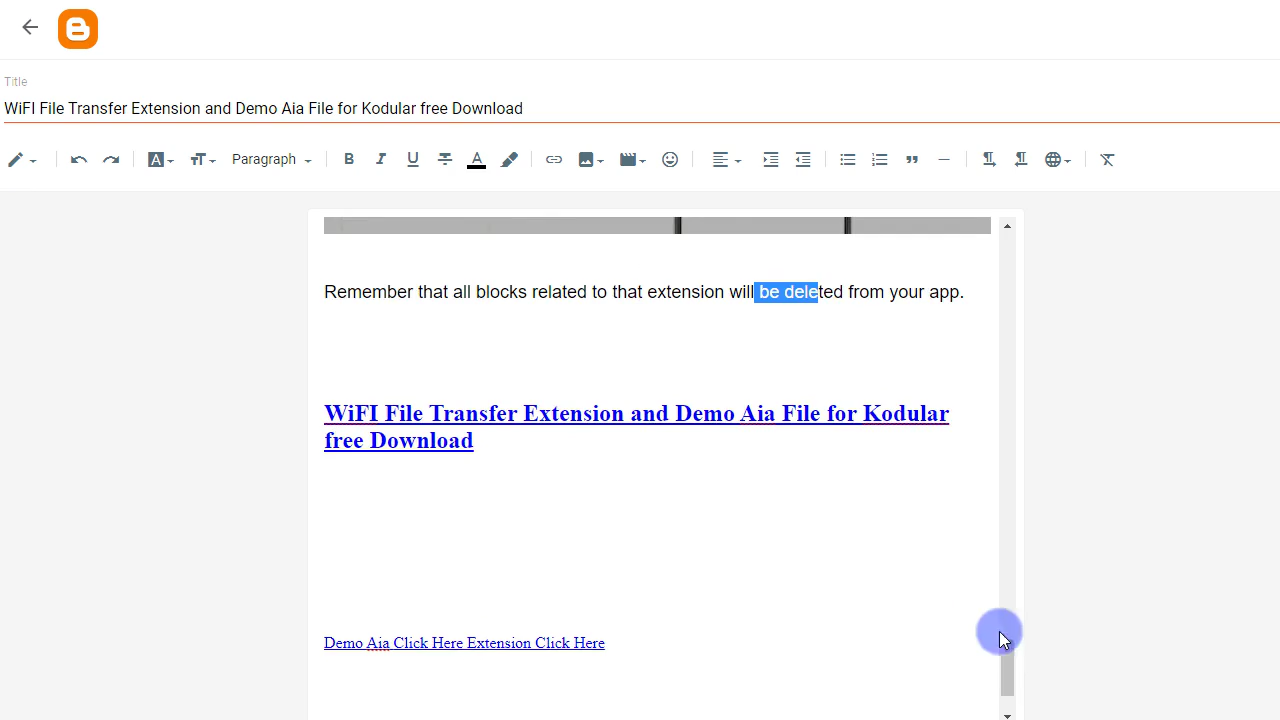 Title
WiFI File Transfer Extension and Demo Aia File for Kodular free Download
Paragraph
Remember that all blocks related to that extension will be deleted from your app.
WiFI File Transfer Extension and Demo Aia File for Kodular
free Download
Demo Aia Click Here Extension Click Here